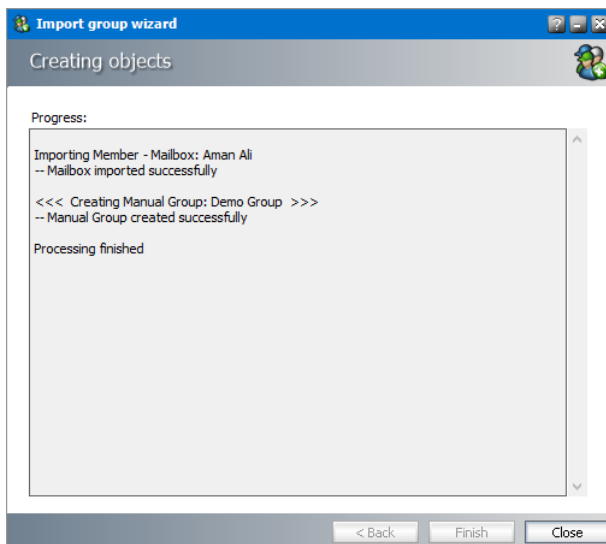 Import group wizard
Creating objects
Progress:
Importing Member - Mailbox: Aman Ali
-- Mailbox imported successfully
<<< Creating Manual Group: Demo Group >>>
-- Manual Group created successfully
Processing finished
< Back Finish Close